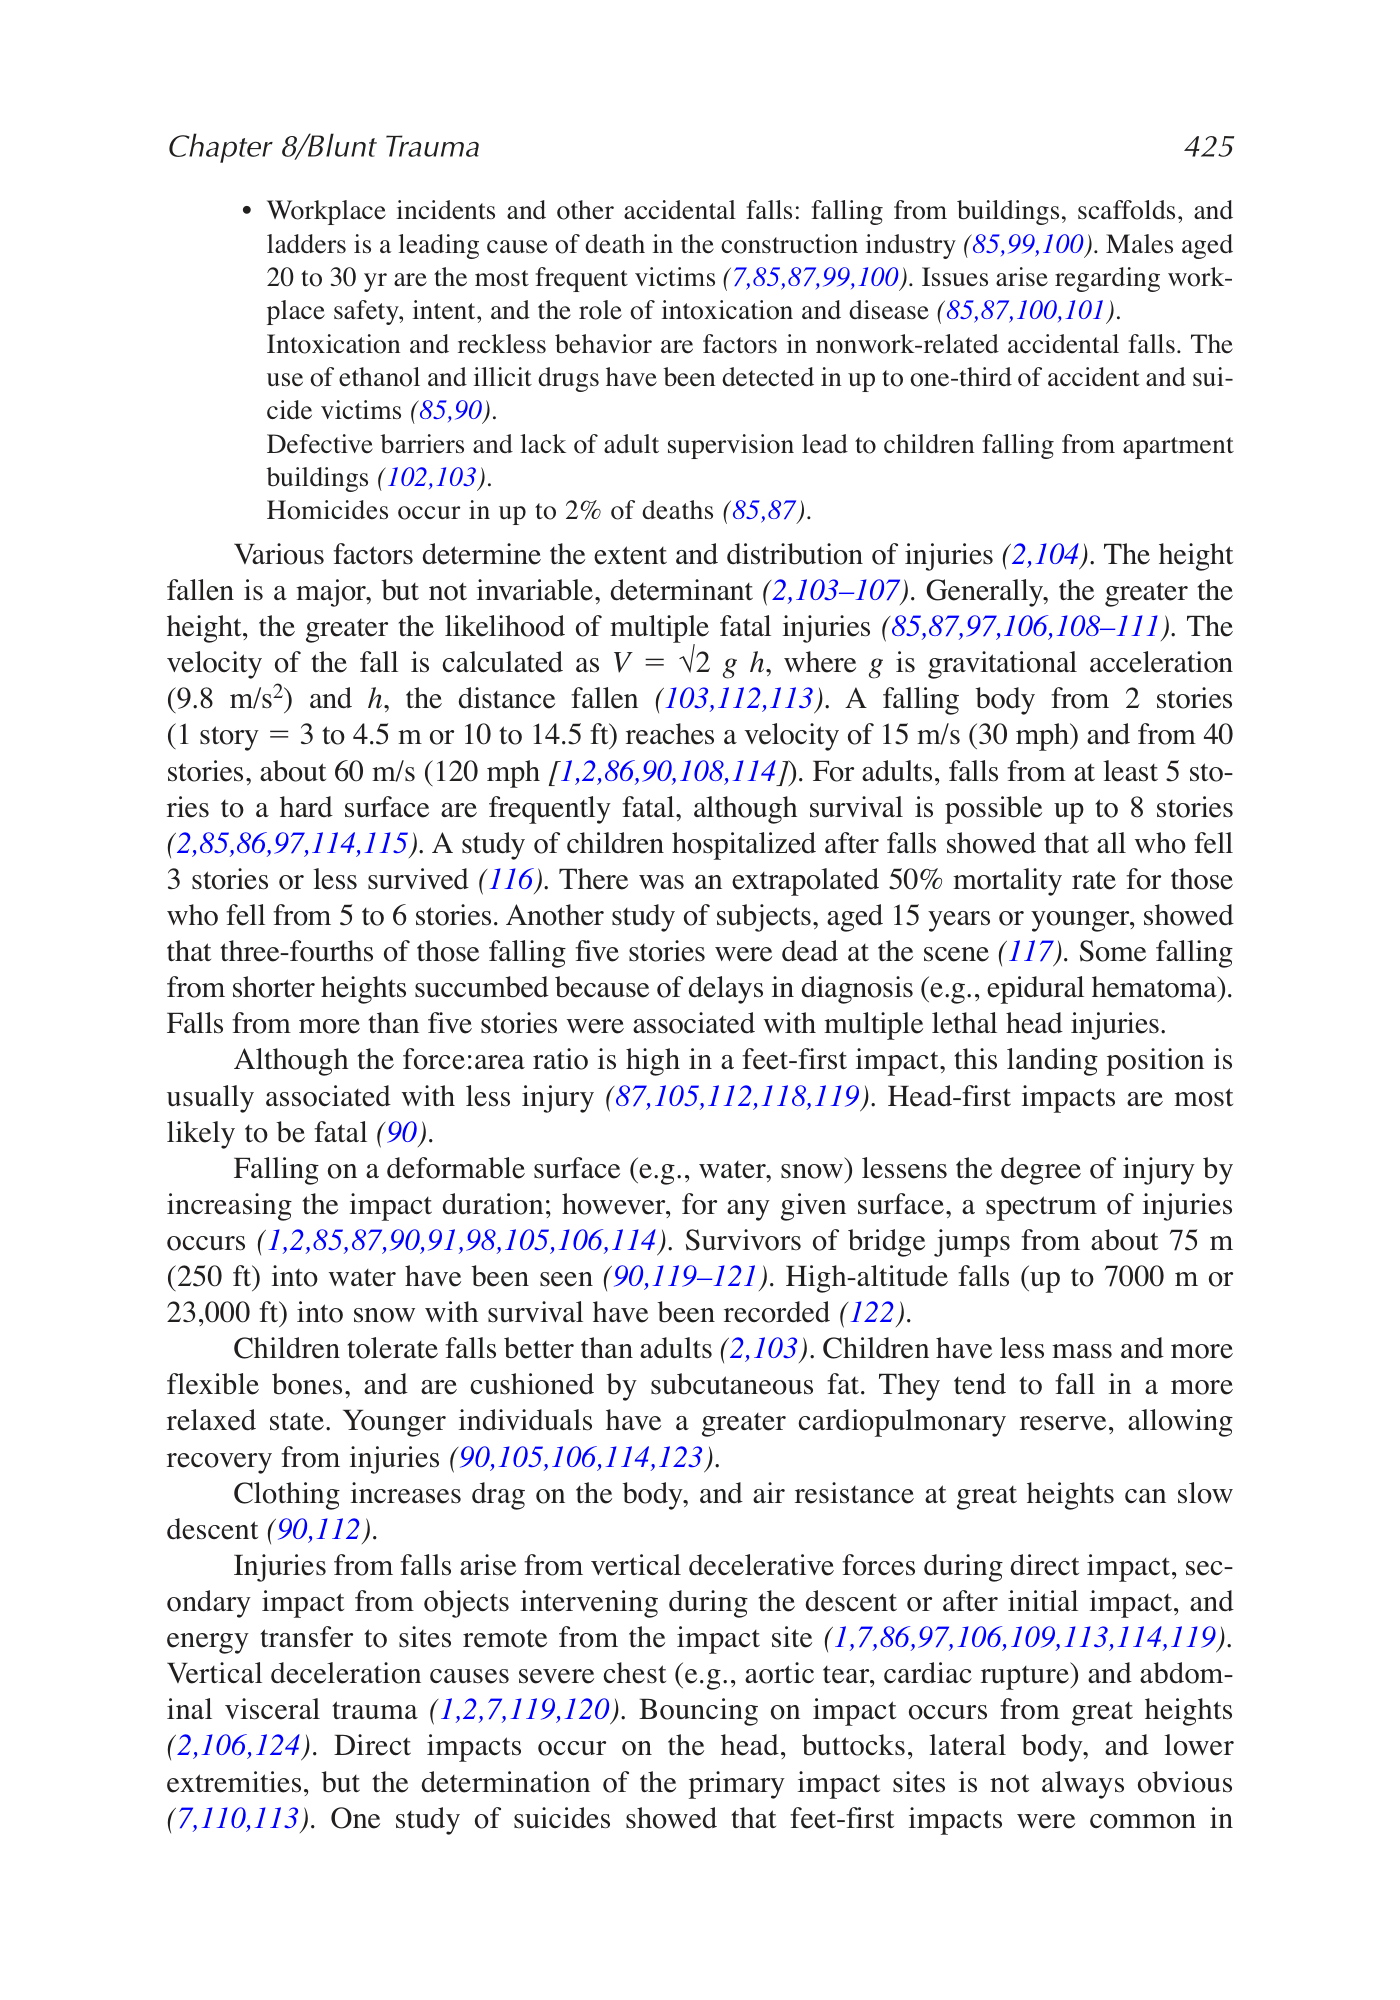 Chapter 8/Blunt Trauma 425
• Workplace incidents and other accidental falls: falling from buildings, scaffolds, and
ladders is a leading cause of death in the construction industry (85,99,100). Males aged
20 to 30 yr are the most frequent victims (7,85,87,99,100). Issues arise regarding work-
place safety, intent, and the role of intoxication and disease (85,87,100,101).
Intoxication and reckless behavior are factors in nonwork-related accidental falls. The
use of ethanol and illicit drugs have been detected in up to one-third of accident and sui-
cide victims (85,90).
Defective barriers and lack of adult supervision lead to children falling from apartment
buildings (102,103).
Homicides occur in up to 2% of deaths (85,87).
Various factors determine the extent and distribution of injuries (2,104). The height
fallen is a major, but not invariable, determinant (2,103–107). Generally, the greater the
height, the greater the likelihood of multiple fatal injuries (85,87,97,106,108–111). The
velocity of the fall is calculated as V = √2 g h, where g is gravitational acceleration
(9.8 m/s²) and h, the distance fallen (103,112,113). A falling body from 2 stories
(1 story = 3 to 4.5 m or 10 to 14.5 ft) reaches a velocity of 15 m/s (30 mph) and from 40
stories, about 60 m/s (120 mph [1,2,86,90,108,114]). For adults, falls from at least 5 sto-
ries to a hard surface are frequently fatal, although survival is possible up to 8 stories
(2,85,86,97,114,115). A study of children hospitalized after falls showed that all who fell
3 stories or less survived (116). There was an extrapolated 50% mortality rate for those
who fell from 5 to 6 stories. Another study of subjects, aged 15 years or younger, showed
that three-fourths of those falling five stories were dead at the scene (117). Some falling
from shorter heights succumbed because of delays in diagnosis (e.g., epidural hematoma).
Falls from more than five stories were associated with multiple lethal head injuries.
Although the force:area ratio is high in a feet-first impact, this landing position is
usually associated with less injury (87,105,112,118,119). Head-first impacts are most
likely to be fatal (90).
Falling on a deformable surface (e.g., water, snow) lessens the degree of injury by
increasing the impact duration; however, for any given surface, a spectrum of injuries
occurs (1,2,85,87,90,91,98,105,106,114). Survivors of bridge jumps from about 75 m
(250 ft) into water have been seen (90,119–121). High-altitude falls (up to 7000 m or
23,000 ft) into snow with survival have been recorded (122).
Children tolerate falls better than adults (2,103). Children have less mass and more
flexible bones, and are cushioned by subcutaneous fat. They tend to fall in a more
relaxed state. Younger individuals have a greater cardiopulmonary reserve, allowing
recovery from injuries (90,105,106,114,123).
Clothing increases drag on the body, and air resistance at great heights can slow
descent (90,112).
Injuries from falls arise from vertical decelerative forces during direct impact, sec-
ondary impact from objects intervening during the descent or after initial impact, and
energy transfer to sites remote from the impact site (1,7,86,97,106,109,113,114,119).
Vertical deceleration causes severe chest (e.g., aortic tear, cardiac rupture) and abdom-
inal visceral trauma (1,2,7,119,120). Bouncing on impact occurs from great heights
(2,106,124). Direct impacts occur on the head, buttocks, lateral body, and lower
extremities, but the determination of the primary impact sites is not always obvious
(7,110,113). One study of suicides showed that feet-first impacts were common in